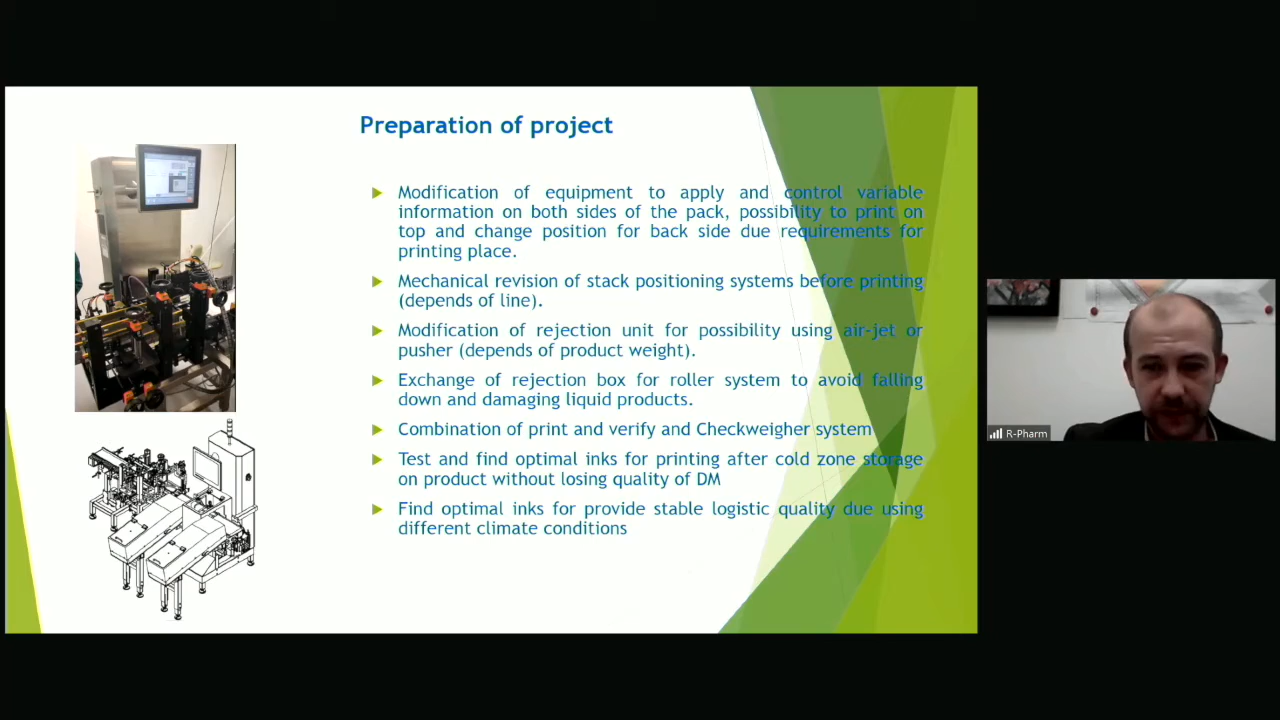 Preparation of project
Modification of equipment to apply and control variable
information on both sides of the pack, possibility to print on
top and change position for back side due requirements for
printing place.
Mechanical revision of stack positioning systems before printing
(depends of line).
Modification of rejection unit for possibility using air-jet or
pusher (depends of product weight).
Exchange of rejection box for roller system to avoid falling
down and damaging liquid products.
Combination of print and verify and Checkweigher system
Test and find optimal inks for printing after cold zone storage
on product without losing quality of DM
Find optimal inks for provide stable logistic quality due using
different climate conditions
R-Pharm